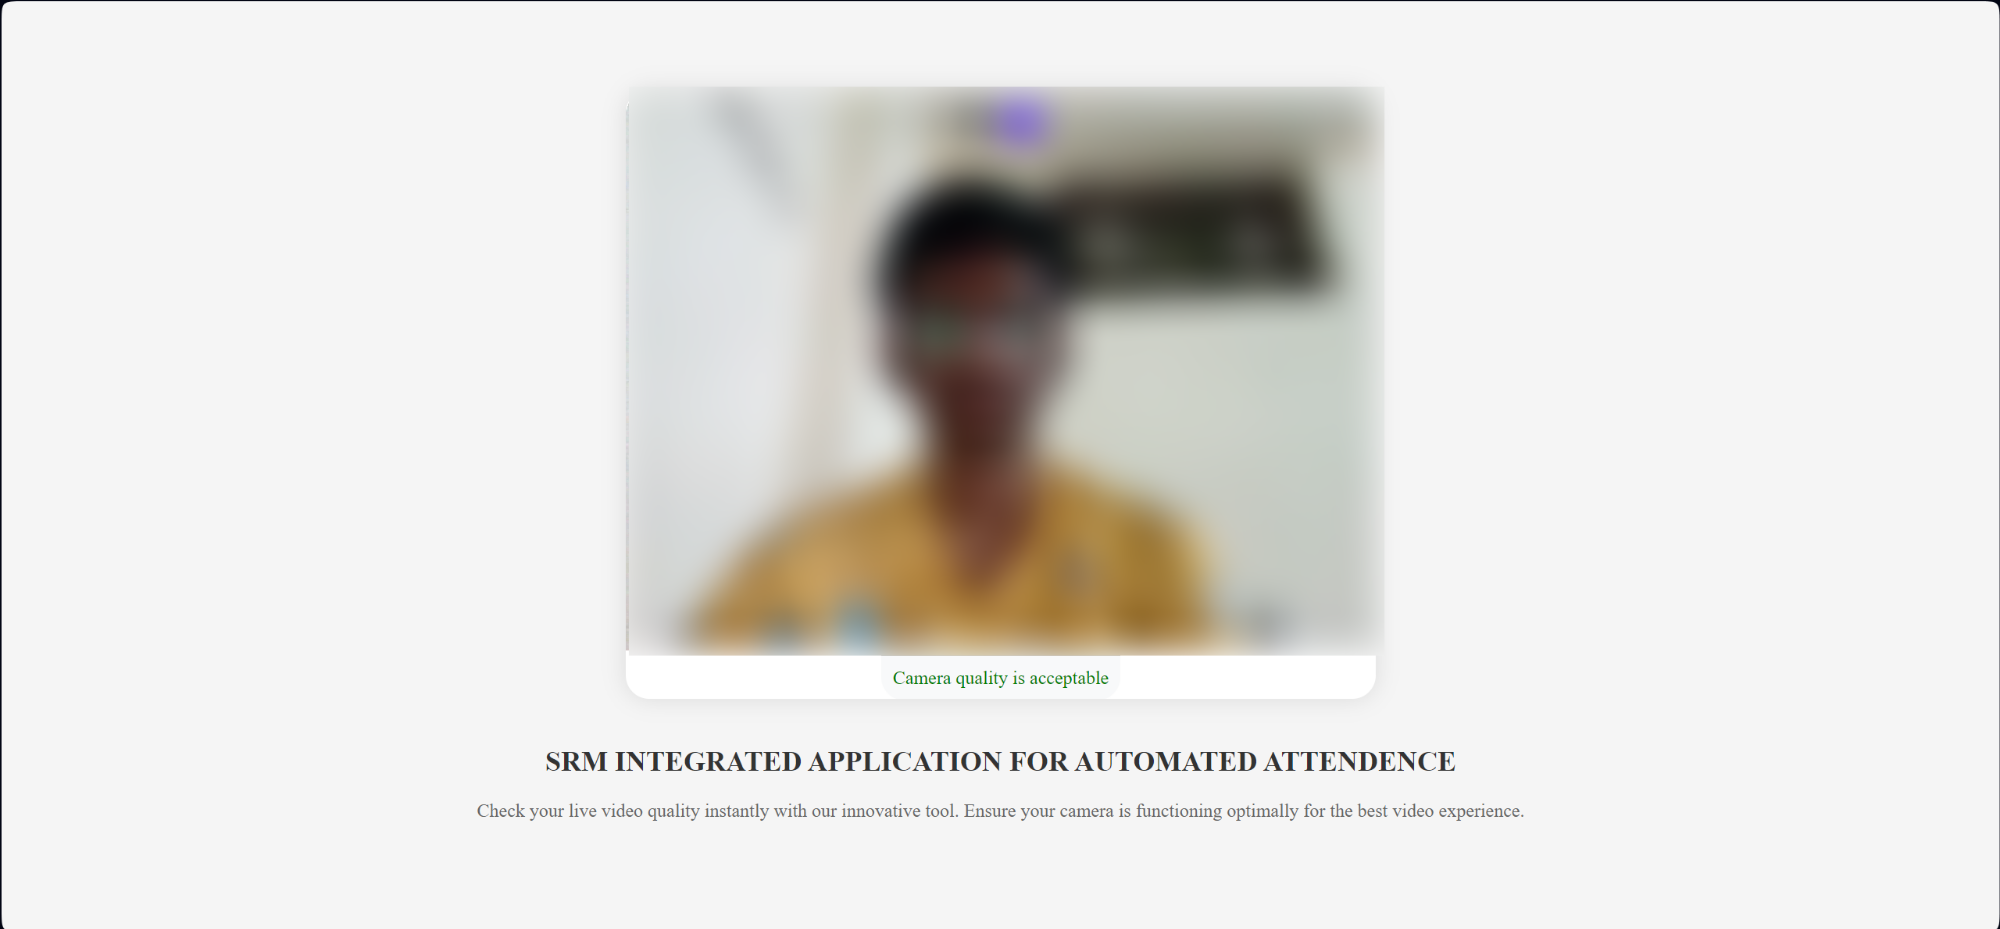 Camera quality is acceptable
SRM INTEGRATED APPLICATION FOR AUTOMATED ATTENDENCE
Check your live video quality instantly with our innovative tool. Ensure your camera is functioning optimally for the best video experience.